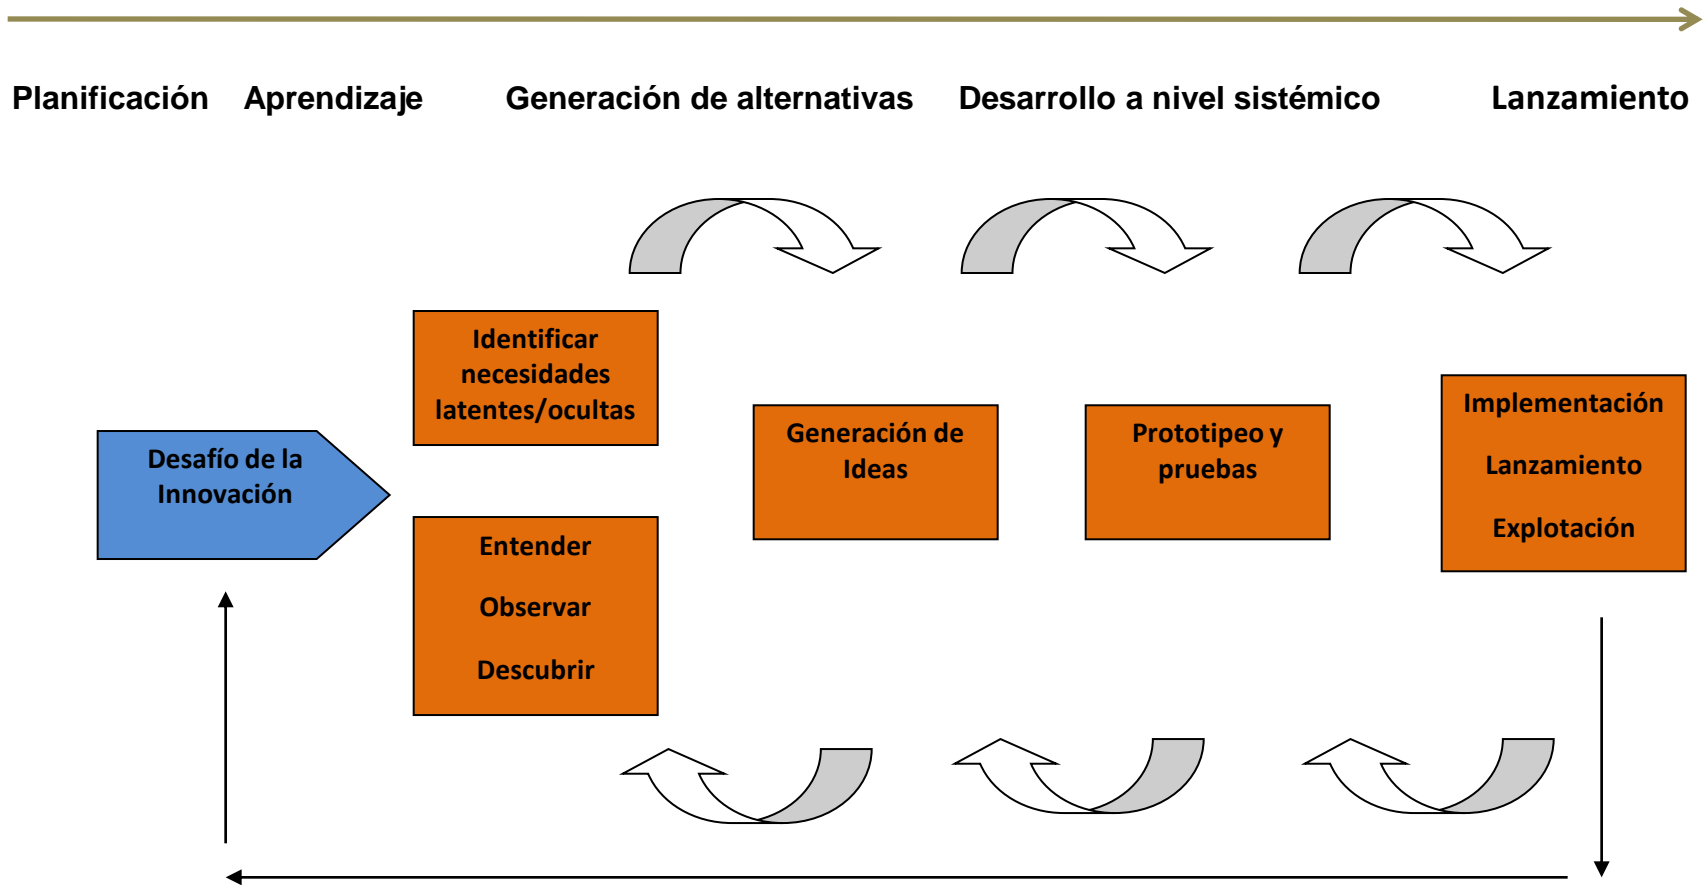 Planificación Aprendizaje Generación de alternativas Desarrollo a nivel sistémico Lanzamiento
Desafío de la
Innovación
Identificar
necesidades
latentes/ocultas
Entender
Observar
Descubrir
Generación de
Ideas
Prototipeo y
pruebas
Implementación
Lanzamiento
Explotación